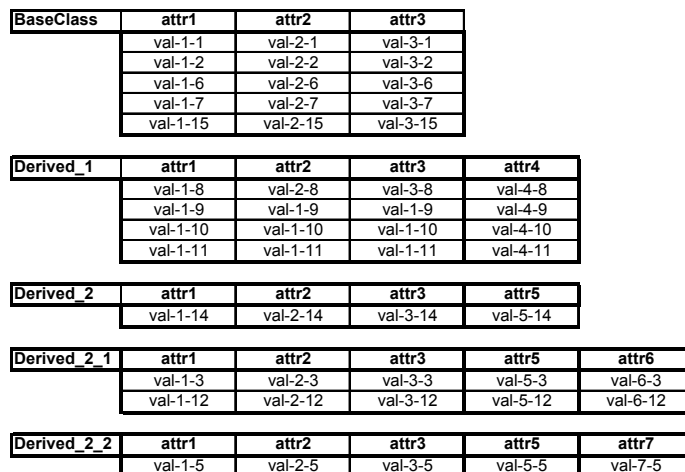 BaseClass attr1 attr2 attr3
val-1-1 val-2-1 val-3-1
val-1-2 val-2-2 val-3-2
val-1-6 val-2-6 val-3-6
val-1-7 val-2-7 val-3-7
val-1-15 val-2-15 val-3-15
Derived_1 attr1 attr2 attr3 attr4
val-1-8 val-2-8 val-3-8 val-4-8
val-1-9 val-1-9 val-1-9 val-4-9
val-1-10 val-1-10 val-1-10 val-4-10
val-1-11 val-1-11 val-1-11 val-4-11
Derived_2 attr1 attr2 attr3 attr5
val-1-14 val-2-14 val-3-14 val-5-14
Derived_2_1 attr1 attr2 attr3 attr5 attr6
val-1-3 val-2-3 val-3-3 val-5-3 val-6-3
val-1-12 val-2-12 val-3-12 val-5-12 val-6-12
Derived_2_2 attr1 attr2 attr3 attr5 attr7
val-1-5 val-2-5 val-3-5 val-5-5 val-7-5